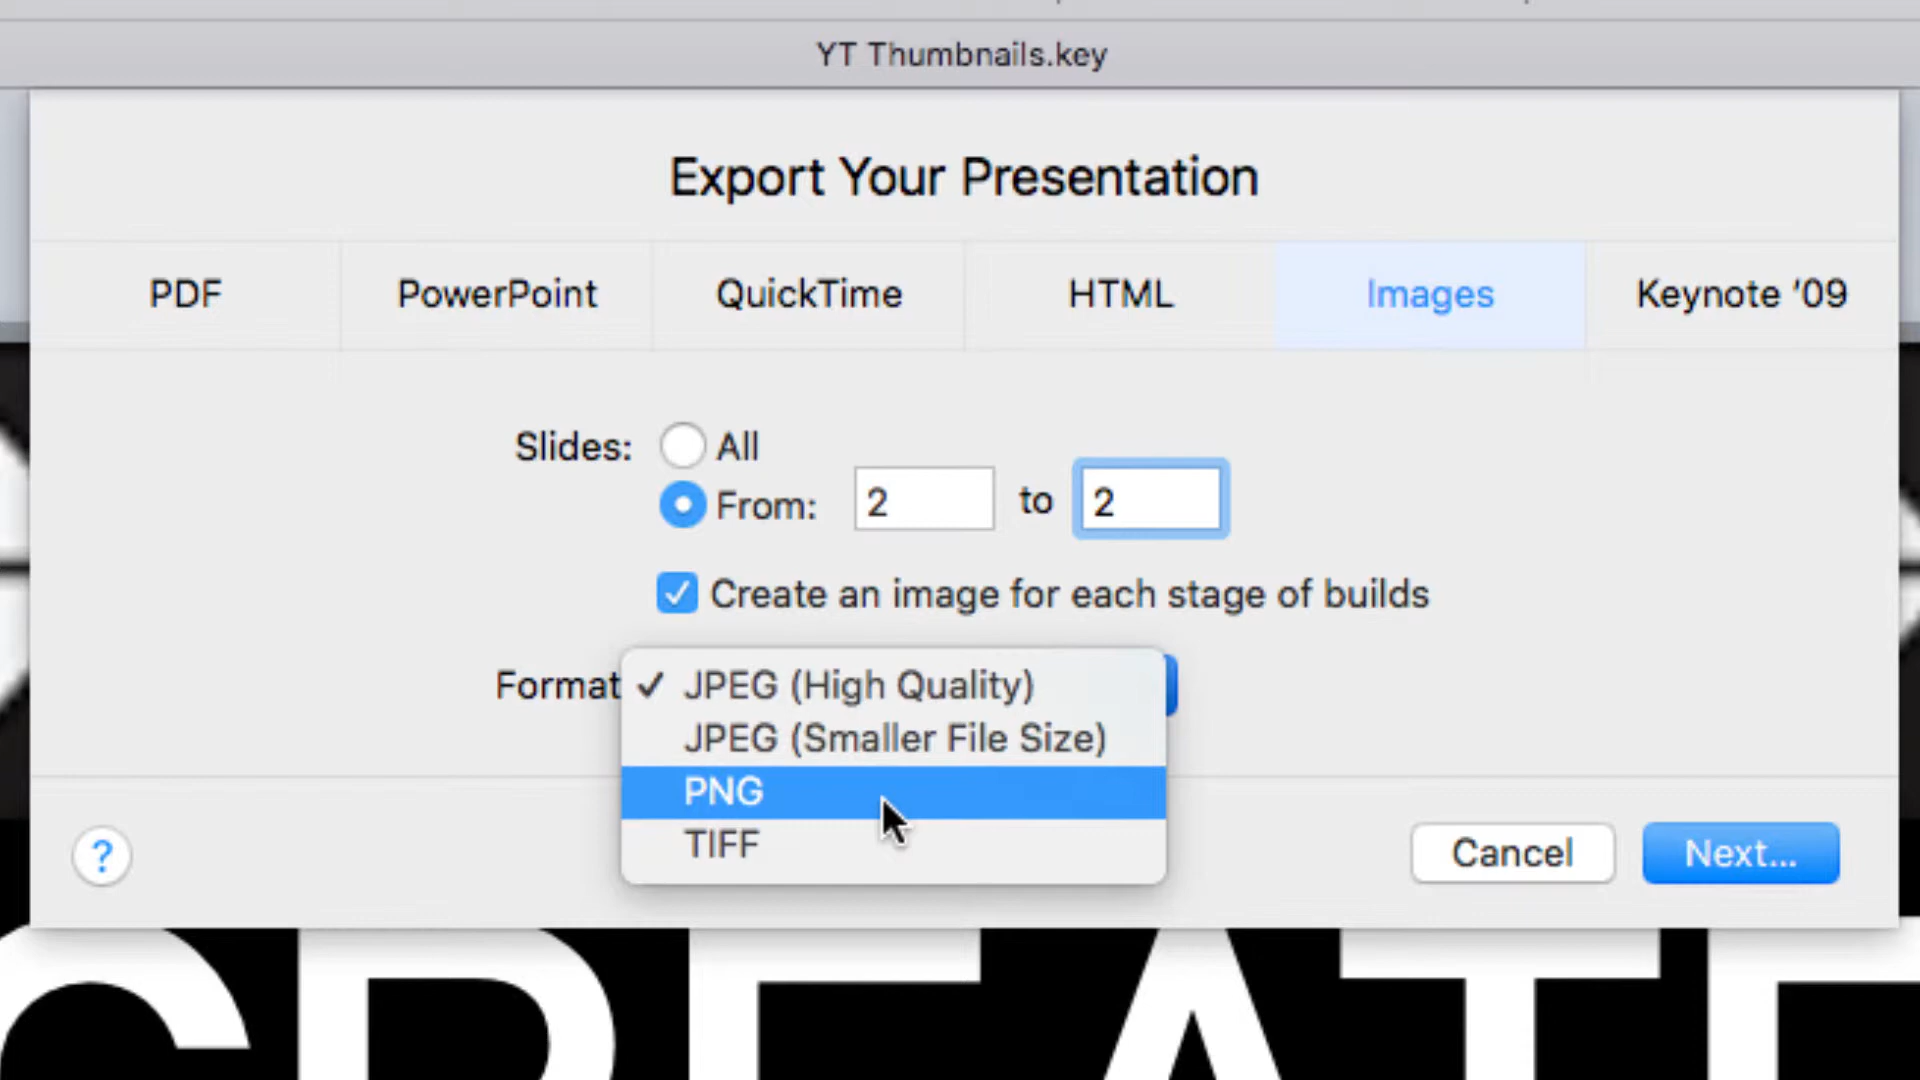 YT Thumbnails.key
Export Your Presentation
PDF PowerPoint QuickTime HTML Images Keynote ‘09
Slides: All
From: 2 to 2
Create an image for each stage of builds
Format ✓ JPEG (High Quality)
JPEG (Smaller File Size)
PNG
TIFF
? Cancel Next...